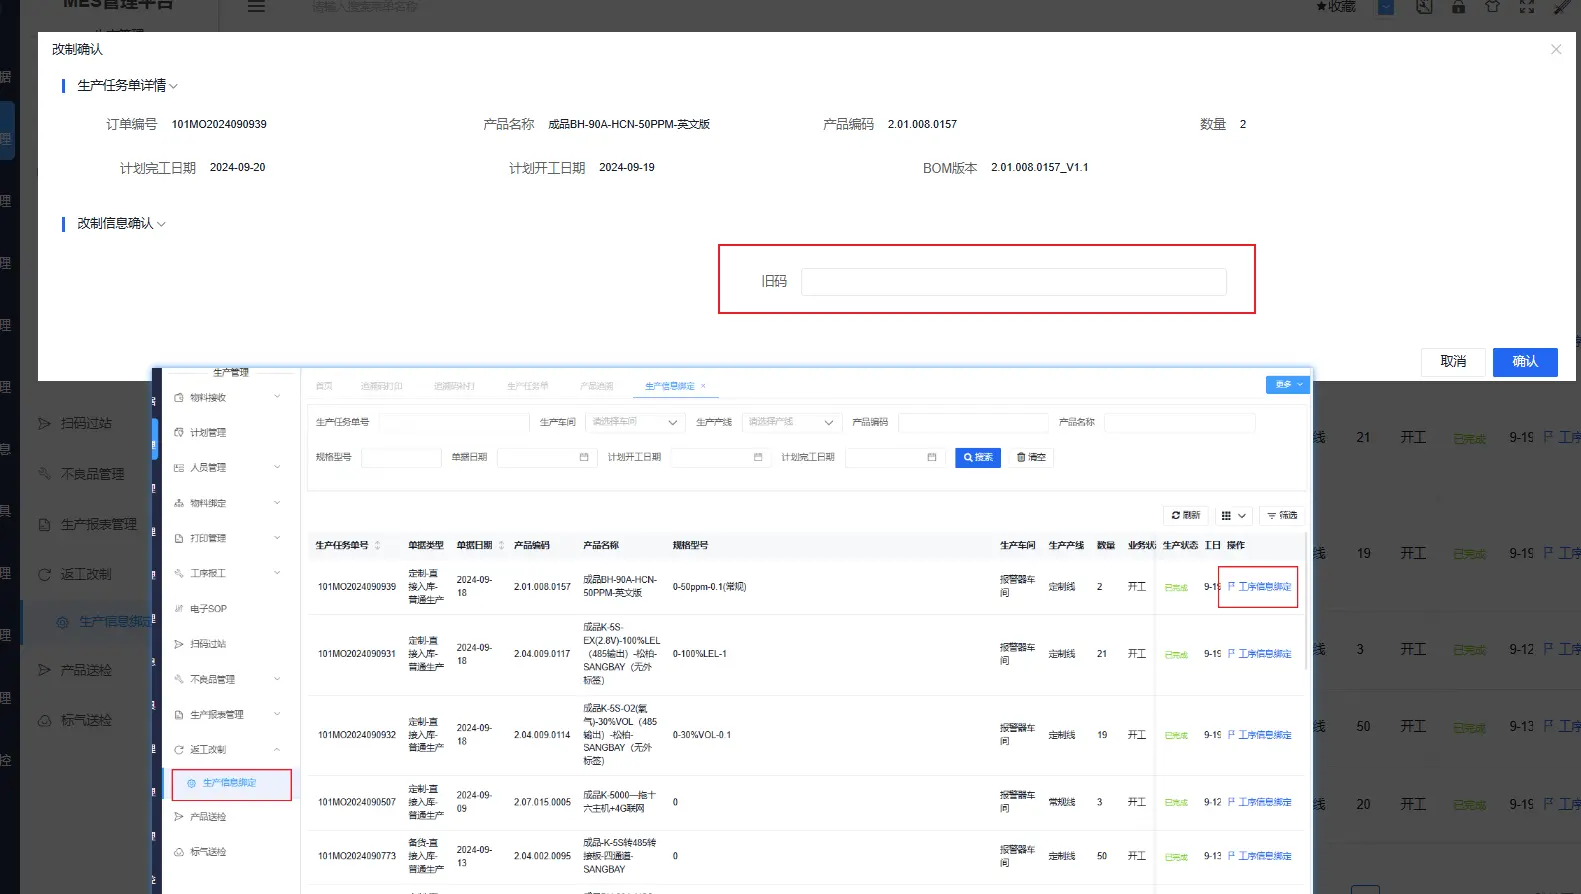 MES管理平台
请输入搜索菜单名称
★收藏
改制确认
生产任务单详情
订单编号 101MO2024090939 产品名称 成品BH-90A-HCN-50PPM-英文版 产品编码 2.01.008.0157 数量 2
计划完工日期 2024-09-20 计划开工日期 2024-09-19 BOM版本 2.01.008.0157_V1.1
改制信息确认
旧码
取消 确认
扫码过站
不良品管理
生产报表管理
返工改制
生产信息绑定
产品送检
标气送检
生产管理
物料接收
计划管理
人员管理
物料绑定
打印管理
工序报工
电子SOP
扫码过站
不良品管理
生产报表管理
返工改制
生产信息绑定
产品送检
标气送检
首页 追溯码打印 追溯码补打 生产任务单 产品追溯 生产信息绑定 × 更多
生产任务单号 生产车间 请选择车间 生产产线 请选择产线 产品编码 产品名称
规格型号 单据日期 计划开工日期 计划完工日期 搜索 清空
刷新 筛选
生产任务单号 单据类型 单据日期 产品编码 产品名称 规格型号 生产车间 生产产线 数量 业务状 生产状态 工日 操作
101MO2024090939 定制-直接入库-普通生产 2024-09-18 2.01.008.0157 成品BH-90A-HCN-50PPM-英文版 0-50ppm-0.1(常规) 报警器车间 定制线 2 开工 已完成 9-19 工序信息绑定
101MO2024090931 定制-直接入库-普通生产 2024-09-18 2.04.009.0117 成品K-5S-EX(2.8V)-100%LEL（485输出）-松柏-SANGBAY（无外标签） 0-100%LEL-1 报警器车间 定制线 21 开工 已完成 9-19 工序信息绑定
101MO2024090932 定制-直接入库-普通生产 2024-09-18 2.04.009.0114 成品K-5S-O2(氧气)-30%VOL（485输出）-松柏-SANGBAY（无外标签） 0-30%VOL-0.1 报警器车间 定制线 19 开工 已完成 9-19 工序信息绑定
101MO2024090507 定制-直接入库-普通生产 2024-09-09 2.07.015.0005 成品K-5000一拖十六主机+4G联网 0 报警器车间 常规线 3 开工 已完成 9-12 工序信息绑定
101MO2024090773 备货-直接入库-普通生产 2024-09-13 2.04.002.0095 成品-K-5S转485转接板-四通道-SANGBAY 0 报警器车间 定制线 50 开工 已完成 9-13 工序信息绑定
线 21 开工 已完成 9-19 工序
线 19 开工 已完成 9-19 工序
线 3 开工 已完成 9-12 工序
线 50 开工 已完成 9-13 工序
线 20 开工 已完成 9-19 工序